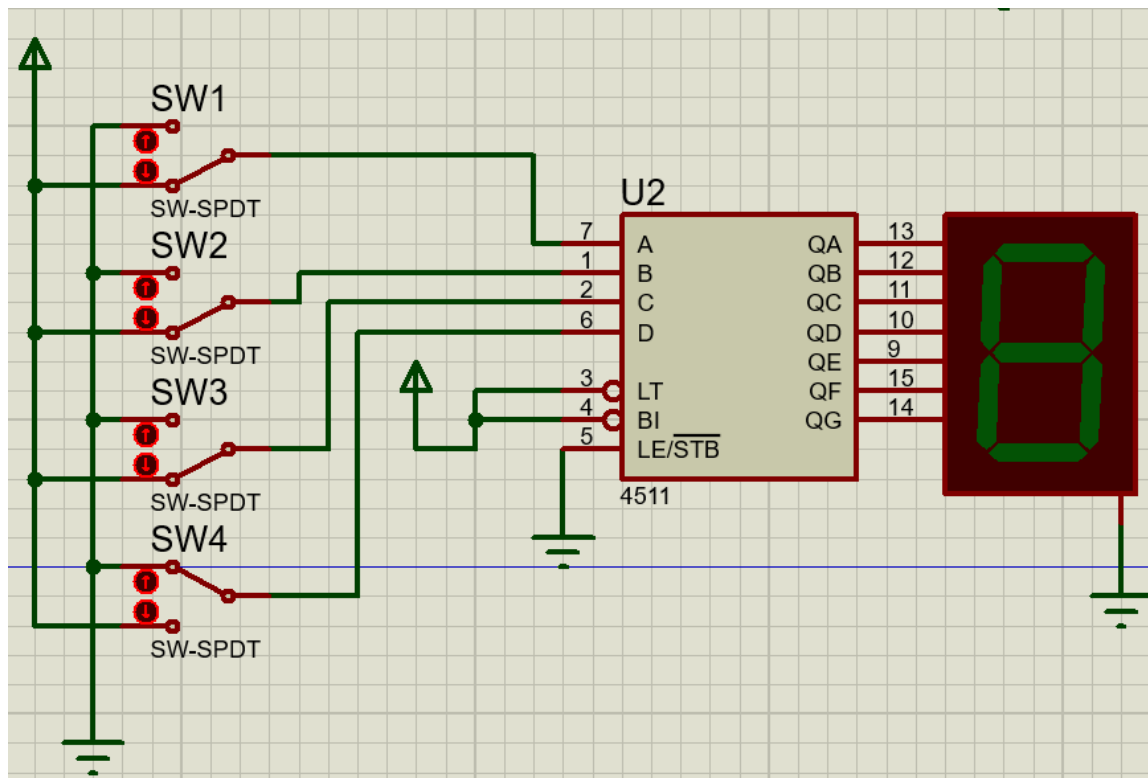 SW1
SW-SPDT
SW2
SW-SPDT
SW3
SW-SPDT
SW4
SW-SPDT
U2
7 A QA 13
1 B QB 12
2 C QC 11
6 D QD 10
QE 9
3 LT QF 15
4 BI QG 14
5 LE/STB
4511